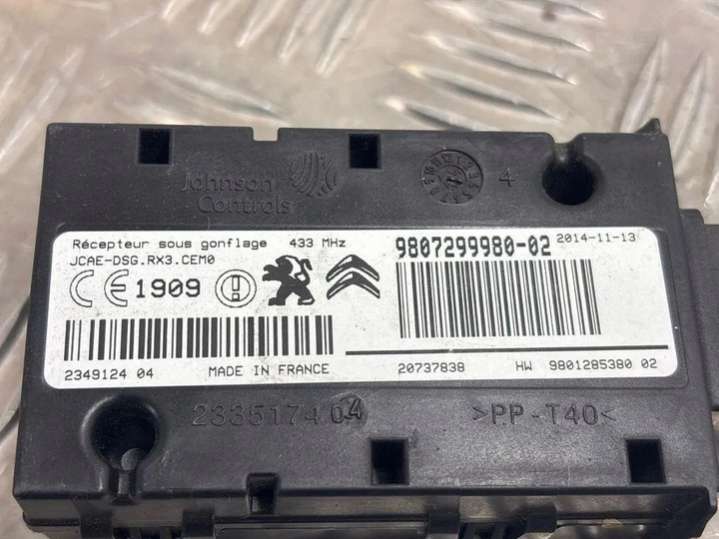 Johnson
Controls
4
Récepteur sous gonflage 433 MHz
9807299980-02 2014-11-13
JCAE-DSG.RX3.CEM0
CE 1909
2349124 04 MADE IN FRANCE 20737838 HW 9801285380 02
2335174 04 >PP-T40<